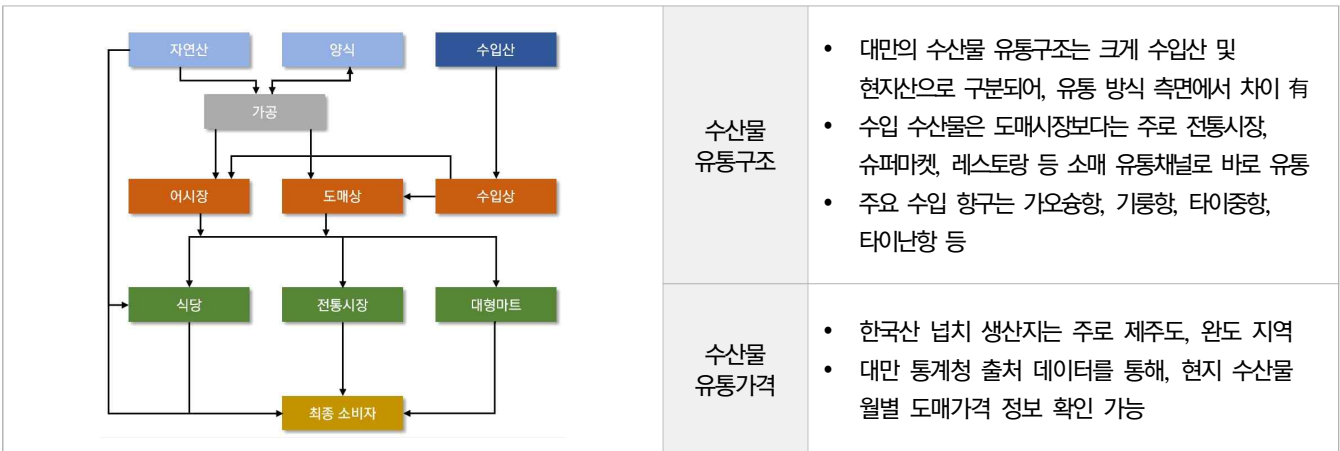 자연산
양식
수입산
가공
어시장
도매상
수입상
식당
전통시장
대형마트
최종 소비자
수산물
유통구조
• 대만의 수산물 유통구조는 크게 수입산 및
현지산으로 구분되어, 유통 방식 측면에서 차이 有
• 수입 수산물은 도매시장보다는 주로 전통시장,
슈퍼마켓, 레스토랑 등 소매 유통채널로 바로 유통
• 주요 수입 항구는 가오슝항, 기룽항, 타이중항,
타이난항 등
수산물
유통가격
• 한국산 넙치 생산지는 주로 제주도, 완도 지역
• 대만 통계청 출처 데이터를 통해, 현지 수산물
월별 도매가격 정보 확인 가능